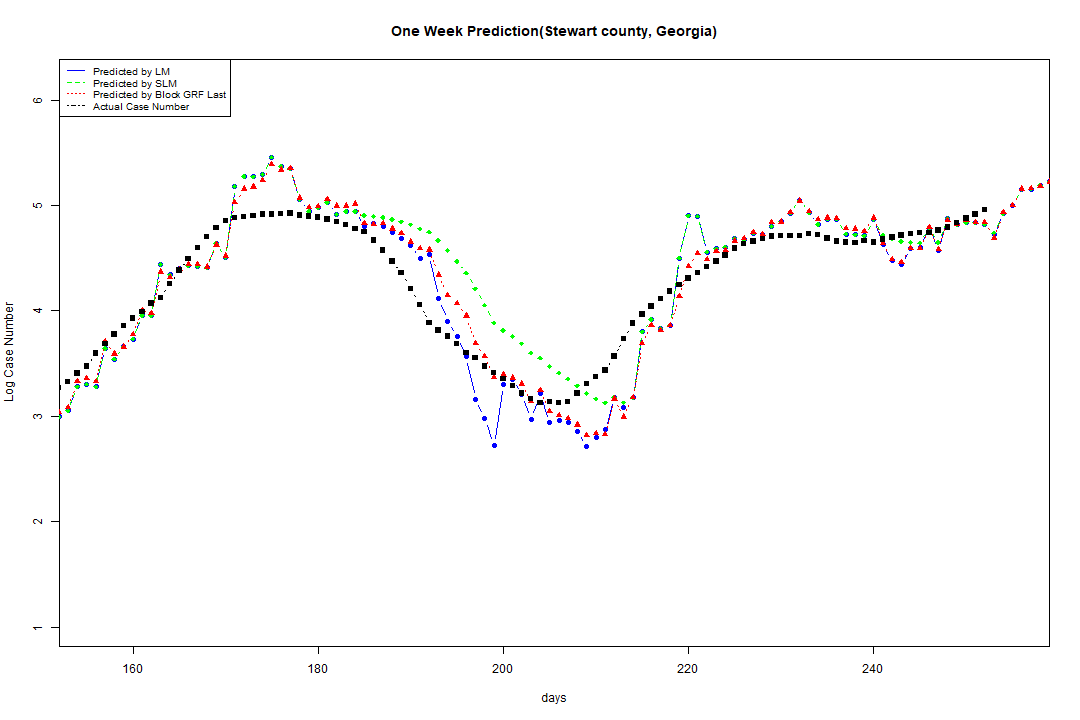 One Week Prediction(Stewart county, Georgia)
Predicted by LM
Predicted by SLM
Predicted by Block GRF Last
Actual Case Number
6
5
4
3
2
1
Log Case Number
160 180 200 220 240
days